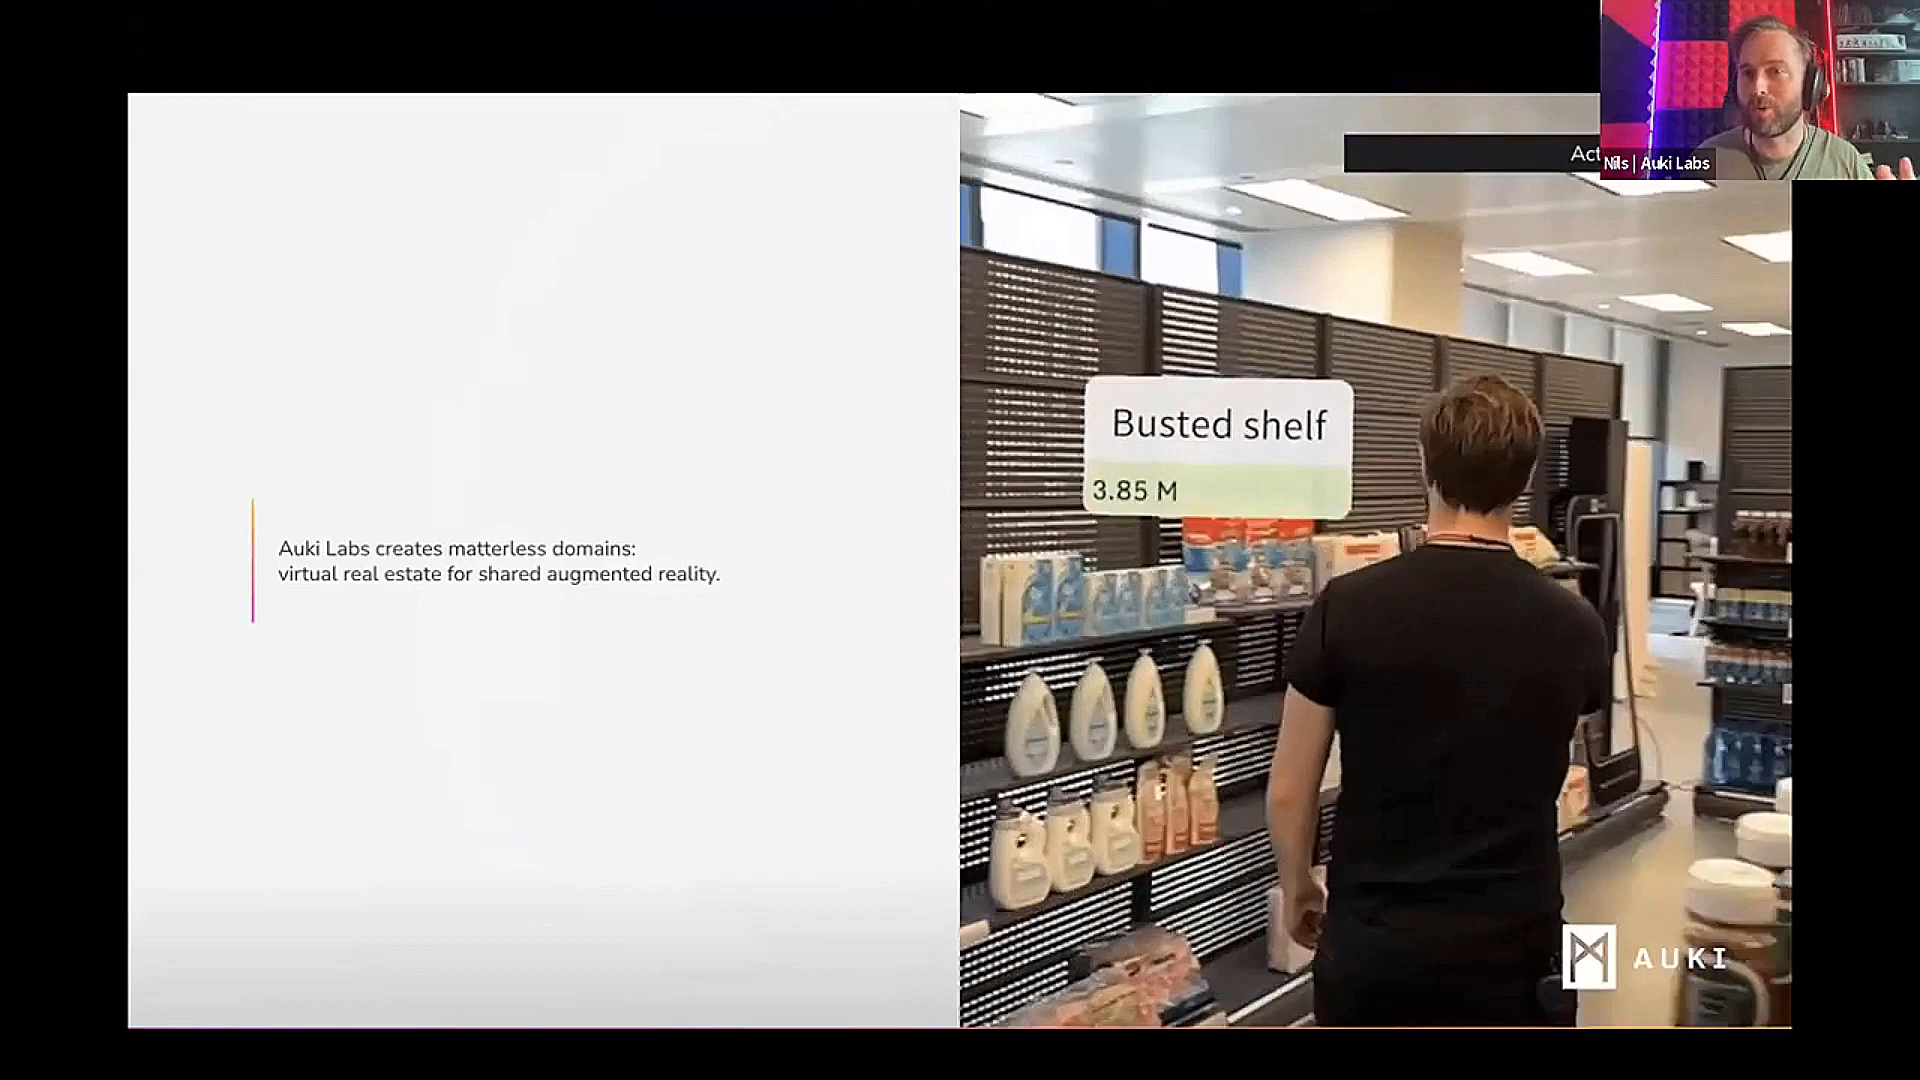 Act
Nils | Auki Labs
Busted shelf
3.85 M
Auki Labs creates matterless domains:
virtual real estate for shared augmented reality.
AUKI